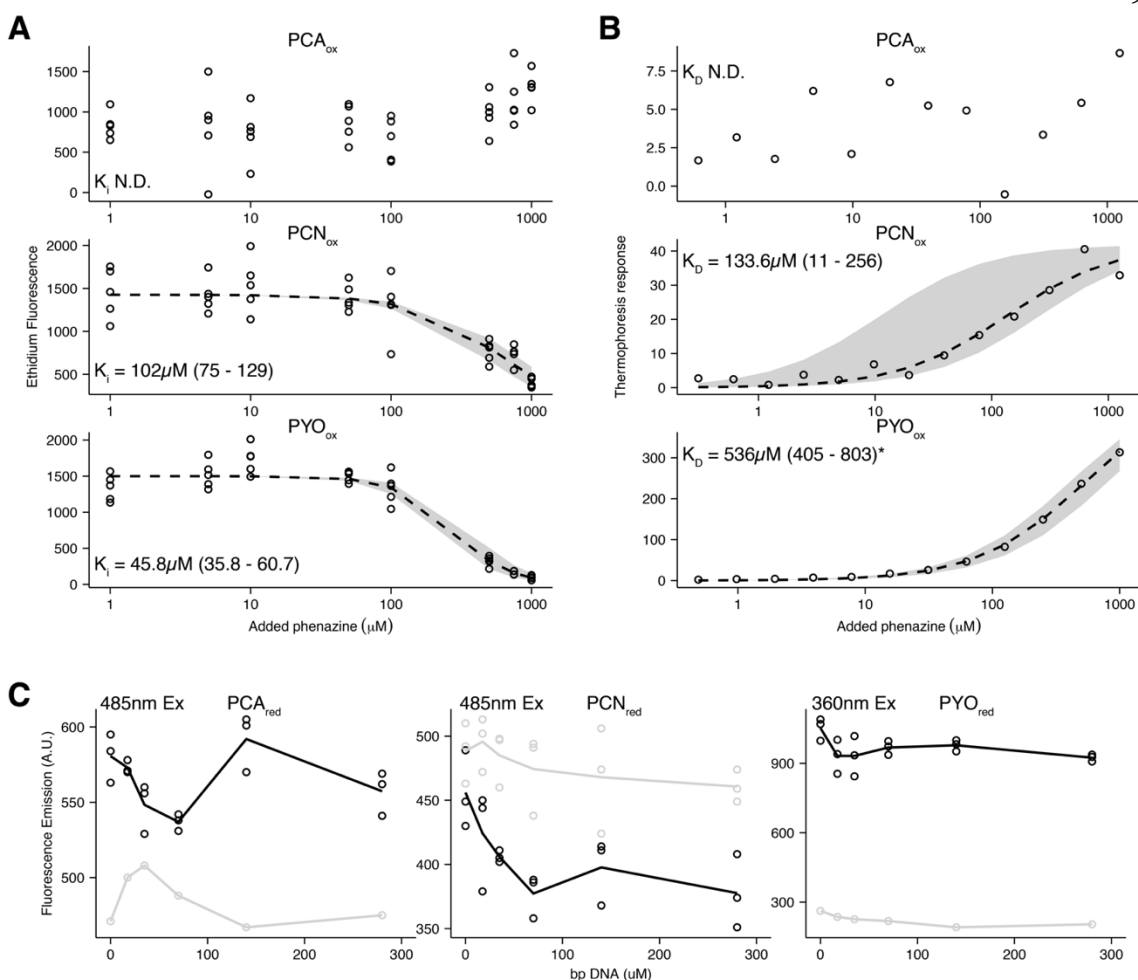 A
B
PCAox
PCAox
1500
1000
500
0
Ki N.D.
1 10 100 1000
KD N.D.
7.5
5.0
2.5
0.0
1 10 100 1000
PCNox
PCNox
Ethidium Fluorescence
2000
1500
1000
500
Ki = 102µM (75 - 129)
1 10 100 1000
Thermophoresis response
KD = 133.6µM (11 - 256)
40
30
20
10
0
1 10 100 1000
PYOox
PYOox
2000
1500
1000
500
0
Ki = 45.8µM (35.8 - 60.7)
1 10 100 1000
Added phenazine (µM)
KD = 536µM (405 - 803)*
300
200
100
0
1 10 100 1000
Added phenazine (µM)
C
485nm Ex PCAred
485nm Ex PCNred
360nm Ex PYOred
Fluorescence Emission (A.U.)
600
550
500
0 100 200 300
500
450
400
350
0 100 200 300
900
600
300
0 100 200 300
bp DNA (uM)